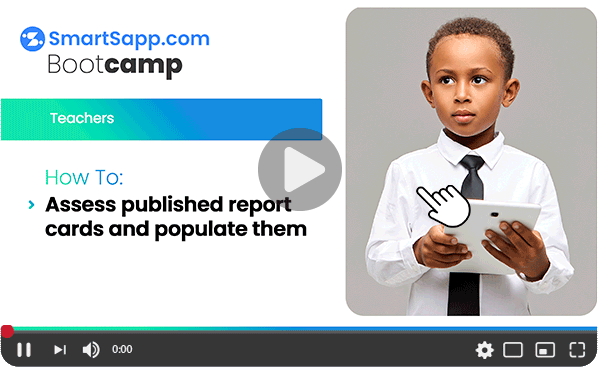 SmartSapp.com
Bootcamp
Teachers
How To:
Assess published report
cards and populate them
0:00